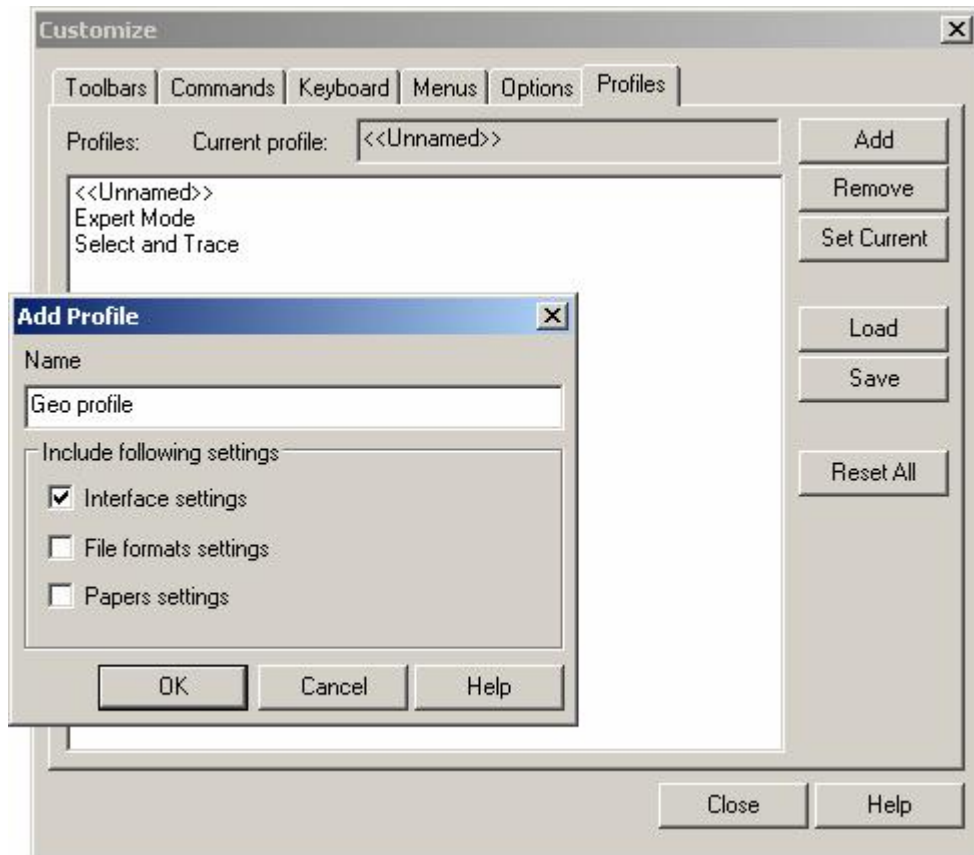 Customize
Toolbars Commands Keyboard Menus Options Profiles
Profiles: Current profile: <<Unnamed>> Add
<<Unnamed>> Remove
Expert Mode
Select and Trace Set Current
Add Profile
Load
Name
Save
Geo profile
Include following settings
Reset All
Interface settings
File formats settings
Papers settings
OK Cancel Help
Close Help